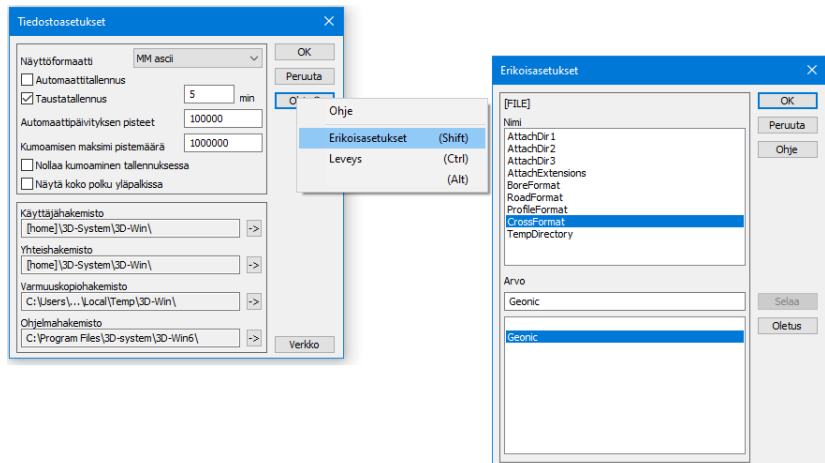 Tiedostoasetukset
Näyttöformaatti MM ascii OK
Automaattitallennus Peruuta
Taustatallennus 5 min
Automaattipäivityksen pisteet 100000
Kumoamisen maksimi pistemäärä 1000000
Nollaa kumoaminen tallennuksessa
Näytä koko polku yläpalkissa
Käyttäjähakemisto
[home]\3D-System\3D-Win\ ->
Yhteishakemisto
[home]\3D-System\3D-Win\ ->
Varmuuskopiohakemisto
C:\Users\...\Local\Temp\3D-Win\ ->
Ohjelmahakemisto
C:\Program Files\3D-system\3D-Win6\ -> Verkko
Ohje
Erikoisasetukset (Shift)
Leveys (Ctrl)
(Alt)
Erikoisasetukset
[FILE] OK
Nimi Peruuta
AttachDir1
AttachDir2 Ohje
AttachDir3
AttachExtensions
BoreFormat
RoadFormat
ProfileFormat
CrossFormat
TempDirectory
Arvo
Geonic Selaa
Oletus
Geonic